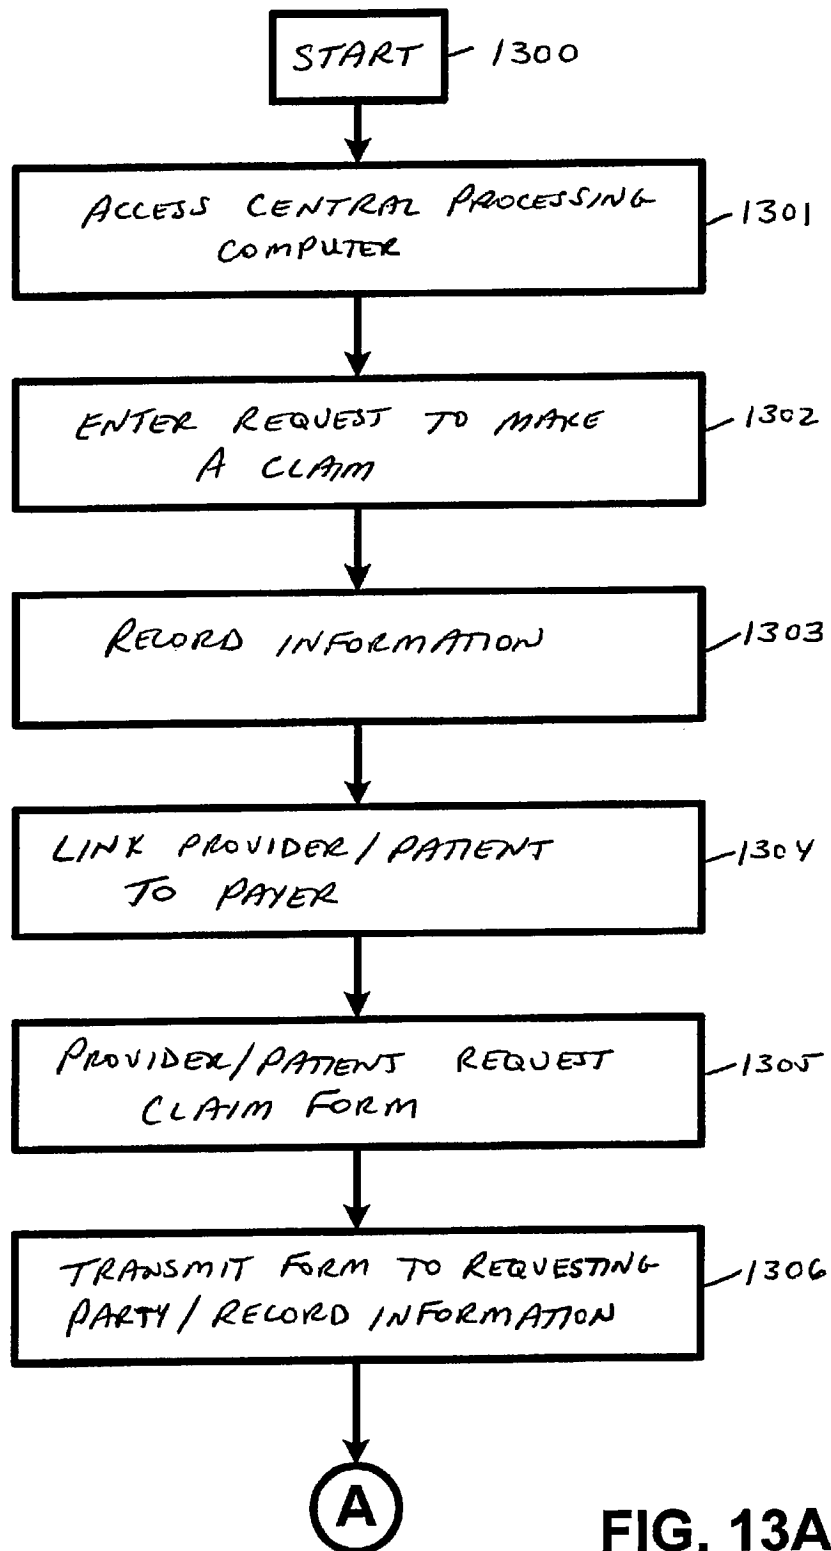 START 1300
ACCESS CENTRAL PROCESSING 1301
COMPUTER
ENTER REQUEST TO MAKE 1302
A CLAIM
RECORD INFORMATION 1303
LINK PROVIDER/PATIENT 1304
TO PAYER
PROVIDER/PATIENT REQUEST 1305
CLAIM FORM
TRANSMIT FORM TO REQUESTING 1306
PARTY/RECORD INFORMATION
A
FIG. 13A